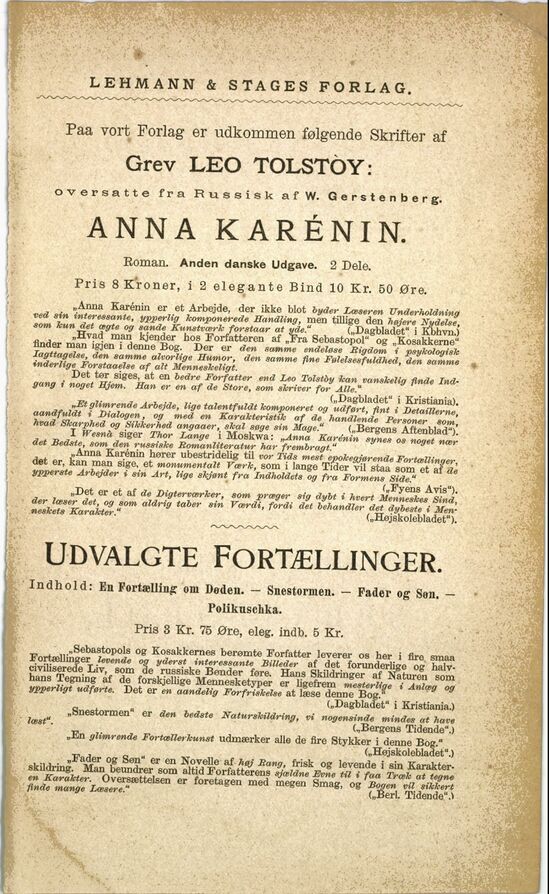 LEHMANN & STAGES FORLAG.
Paa vort Forlag er udkommen følgende Skrifter af
Grev LEO TOLSTOY:
oversatte fra Russisk af W. Gerstenberg.
ANNA KARÉNIN.
Roman. Anden danske Udgave. 2 Dele.
Pris 8 Kroner, i 2 elegante Bind 10 Kr. 50 Øre.
„Anna Karénin er et Arbejde, der ikke blot byder Læseren Underholdning
ved sin interessante, ypperlig komponerede Handling, men tillige den højere Nydelse,
som kun det ægte og sande Kunstværk forstaar at yde." („Dagbladet" i Kbhvn.)
„Hvad man kjender hos Forfatteren af „Fra Sebastopol" og „Kosakkerne"
finder man igjen i denne Bog. Der er den samme endeløse Rigdom i psykologisk
Iagttagelse, den samme alvorlige Humor, den samme fine Følelsesfuldhed, den samme
inderlige Forstaaelse af alt Menneskeligt.
Det tør siges, at en bedre Forfatter end Leo Tolstöy kan vanskelig finde Ind-
gang i noget Hjem. Han er en af de Store, som skriver for Alle."
(„Dagbladet" i Kristiania).
„Et glimrende Arbejde, lige talentfuldt komponeret og udført, fint i Detaillerne,
aandfuldt i Dialogen, og med en Karakteristik af de handlende Personer som,
hvad Skarphed og Sikkerhed angaaer, skal søge sin Mage." („Bergens Aftenblad").
I Wesnà siger Thor Lange i Moskwa: „Anna Karénin synes os noget nær
det Bedste, som den russiske Romanliteratur har frembragt."
„Anna Karénin hører ubestridelig til vor Tids mest epokegjørende Fortællinger,
det er, kan man sige, et monumentalt Værk, som i lange Tider vil staa som et af de
ypperste Arbejder i sin Art, lige skjønt fra Indholdets og fra Formens Side."
(„Fyens Avis").
„Det er et af de Digterværker, som præger sig dybt i hvert Menneskes Sind,
der læser det, og som aldrig taber sin Værdi, fordi det behandler det dybeste i Men-
neskets Karakter." („Højskolebladet").
UDVALGTE FORTÆLLINGER.
Indhold: En Fortælling om Døden. — Snestormen. — Fader og Søn. —
Polikuschka.
Pris 3 Kr. 75 Øre, eleg. indb. 5 Kr.
„Sebastopols og Kosakkernes berømte Forfatter leverer os her i fire smaa
Fortællinger levende og yderst interessante Billeder af det forunderlige og halv-
civiliserede Liv, som de russiske Bønder føre. Hans Skildringer af Naturen som
hans Tegning af de forskjellige Mennesketyper er ligefrem mesterlige i Anlæg og
ypperligt udførte. Det er en aandelig Forfriskelse at læse denne Bog."
(„Dagbladet i Kristiania.)
„Snestormen" er den bedste Naturskildring, vi nogensinde mindes at have
læst". („Bergens Tidende".)
„En glimrende Fortællerkunst udmærker alle de fire Stykker i denne Bog."
(„Højskolebladet".)
„Fader og Søn" er en Novelle af høj Rang, frisk og levende i sin Karakter-
skildring. Man beundrer som altid Forfatterens sjældne Evne til i faa Træk at tegne
en Karakter. Oversættelsen er foretagen med megen Smag, og Bogen vil sikkert
finde mange Læsere." („Berl. Tidende".)